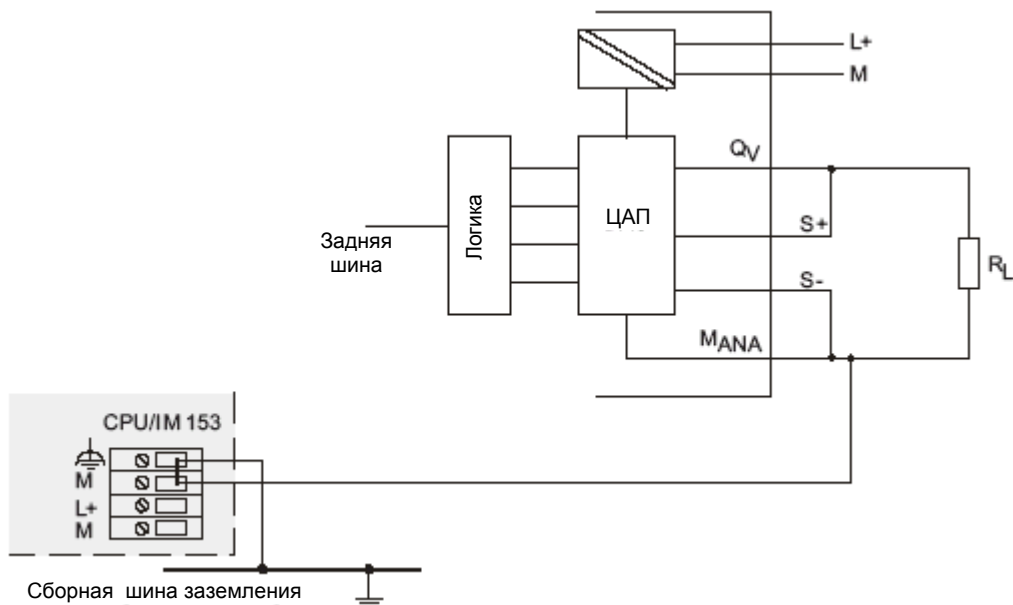 L+
M
QV
Логика
ЦАП
S+
Задняя
шина
S-
RL
MANA
CPU/IM 153
M
L+
M
Сборная шина заземления